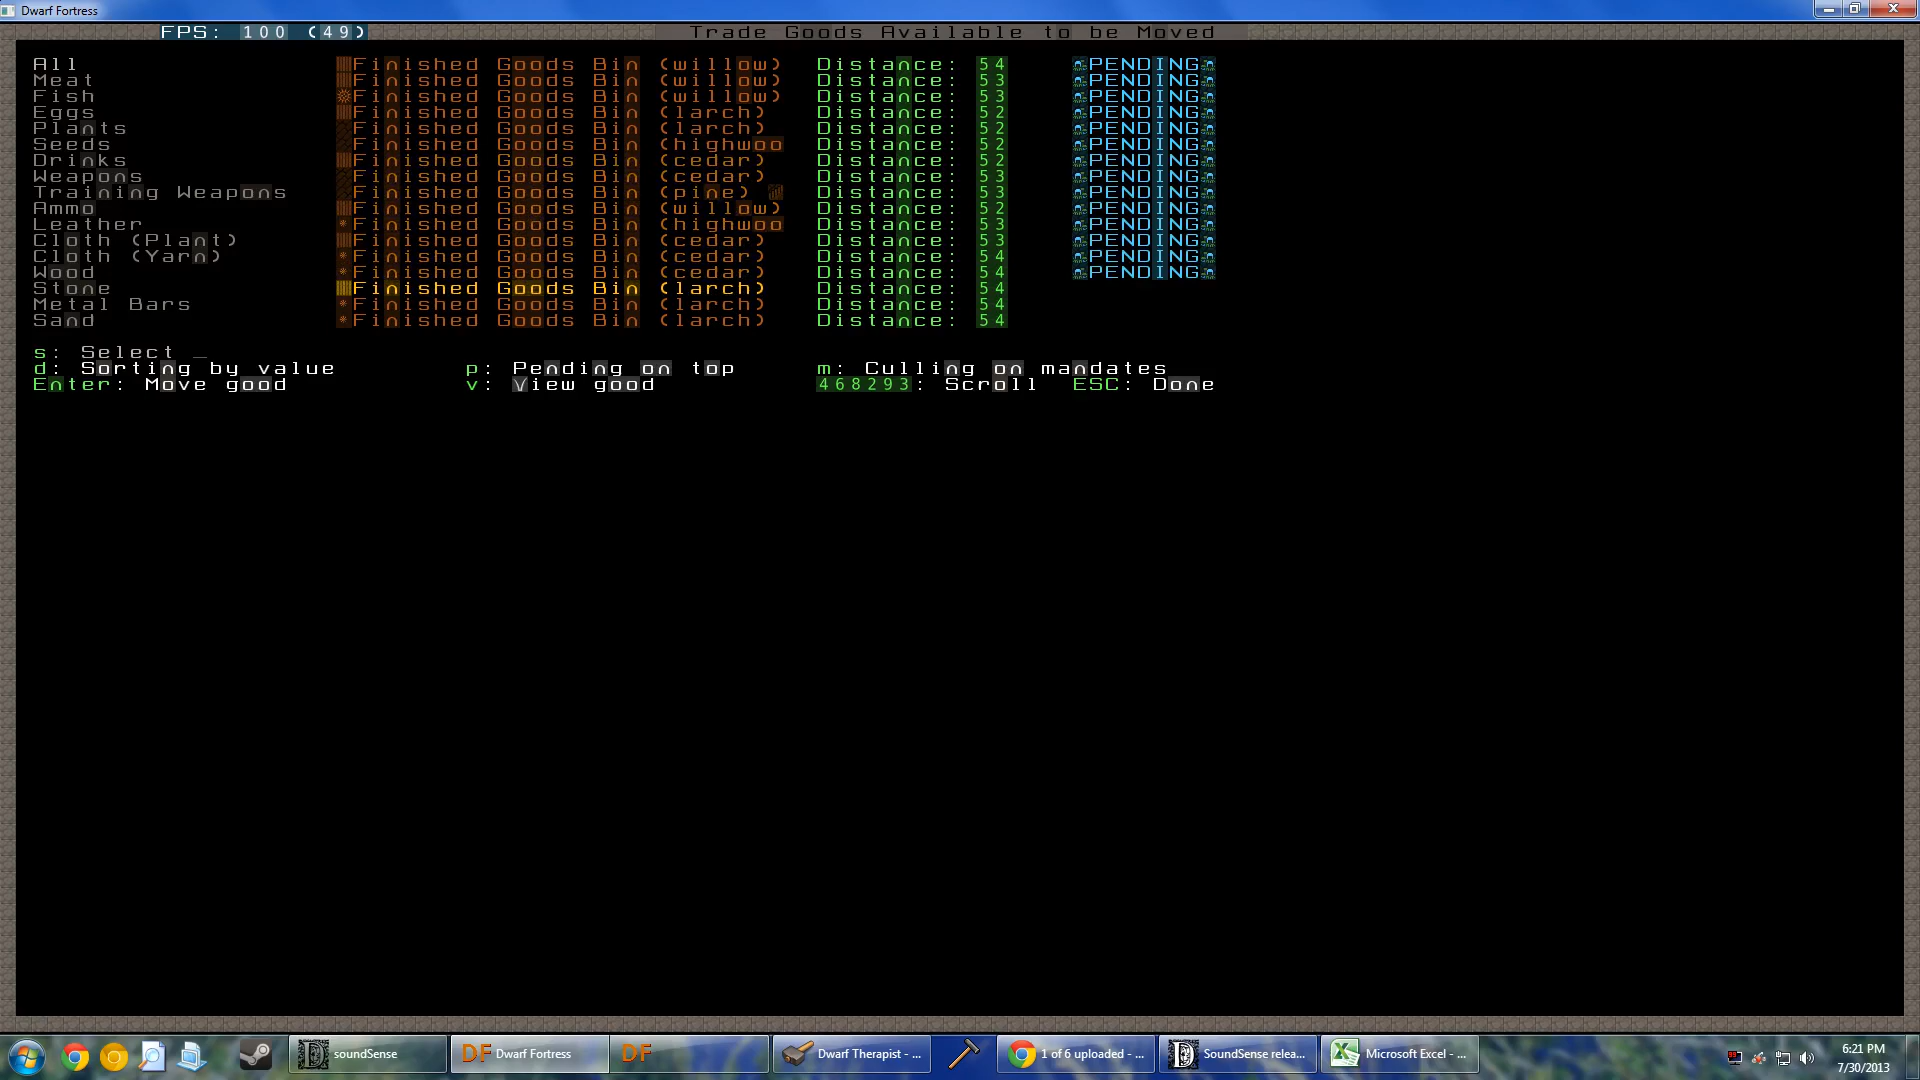 Dwarf Fortress
FPS: 100 (49) Trade Goods Available to be Moved
All Finished Goods Bin (willow) Distance: 54 PENDING
Meat Finished Goods Bin (willow) Distance: 53 PENDING
Fish Finished Goods Bin (willow) Distance: 53 PENDING
Eggs Finished Goods Bin (larch) Distance: 52 PENDING
Plants Finished Goods Bin (larch) Distance: 52 PENDING
Seeds Finished Goods Bin (highwoo Distance: 52 PENDING
Drinks Finished Goods Bin (cedar) Distance: 52 PENDING
Weapons Finished Goods Bin (cedar) Distance: 53 PENDING
Training Weapons Finished Goods Bin (pine) Distance: 53 PENDING
Ammo Finished Goods Bin (willow) Distance: 52 PENDING
Leather Finished Goods Bin (highwoo Distance: 53 PENDING
Cloth (Plant) Finished Goods Bin (cedar) Distance: 53 PENDING
Cloth (Yarn) Finished Goods Bin (cedar) Distance: 54 PENDING
Wood Finished Goods Bin (cedar) Distance: 54 PENDING
Stone Finished Goods Bin (larch) Distance: 54
Metal Bars Finished Goods Bin (larch) Distance: 54
Sand Finished Goods Bin (larch) Distance: 54
s: Select _
d: Sorting by value p: Pending on top m: Culling on mandates
Enter: Move good v: View good 468293: Scroll ESC: Done
soundSense DF Dwarf Fortress DF Dwarf Therapist - ... 1 of 6 uploaded - ... SoundSense relea... Microsoft Excel - ... 6:21 PM
7/30/2013